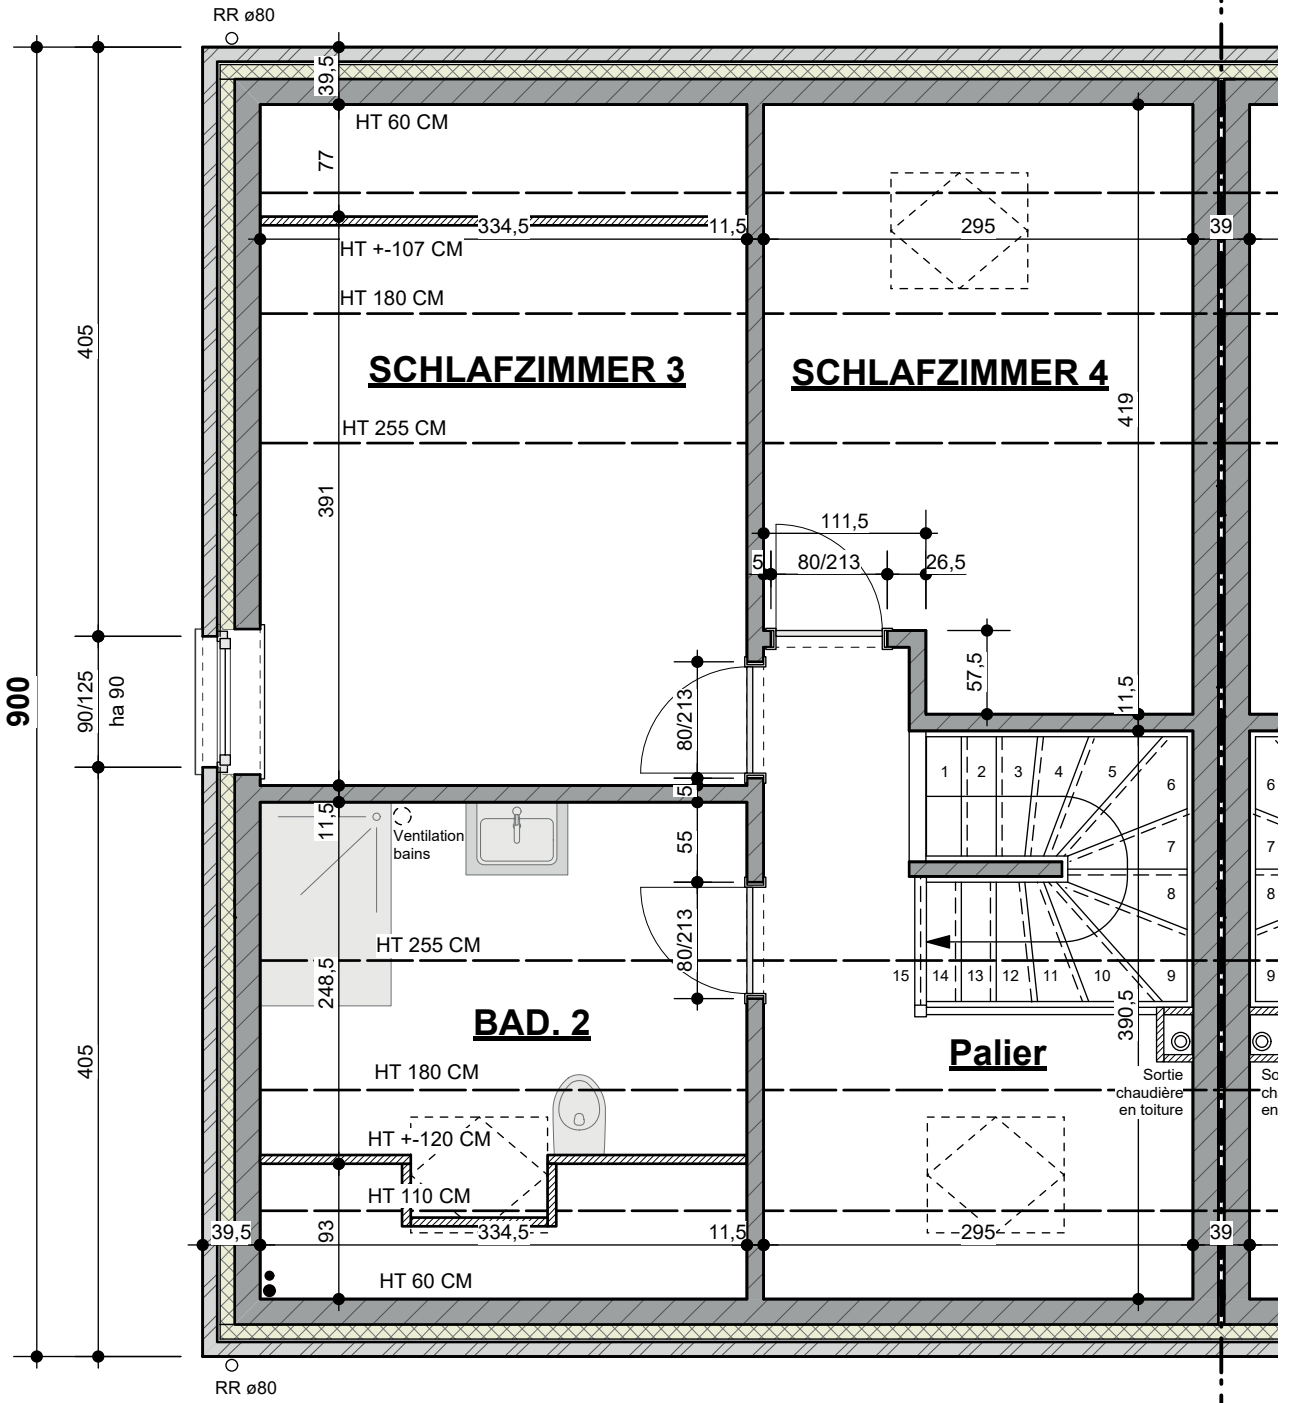 RR ø80
39,5
HT 60 CM
77
334,5
11,5
295
39
HT +-107 CM
HT 180 CM
405
SCHLAFZIMMER 3
SCHLAFZIMMER 4
419
HT 255 CM
391
111,5
5
80/213
26,5
57,5
11,5
900
90/125
ha 90
80/213
5
1
2
3
4
5
6
6
11,5
Ventilation
bains
55
7
7
8
8
HT 255 CM
80/213
248,5
15
14
13
12
11
10
9
9
BAD. 2
390,5
Palier
405
HT 180 CM
Sortie
chaudière
en toiture
So
ch
en
HT +-120 CM
HT 110 CM
39,5
93
334,5
11,5
295
39
HT 60 CM
RR ø80